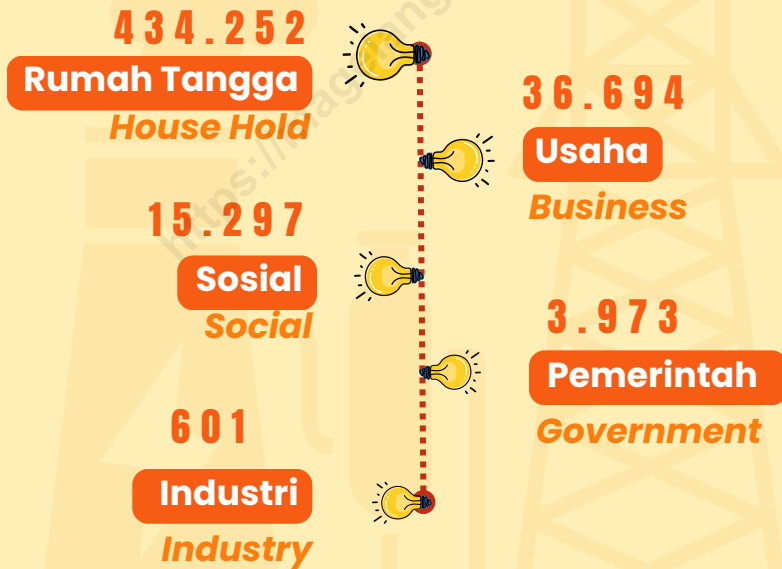 434.252
Rumah Tangga
House Hold
36.694
Usaha
Business
15.297
Sosial
Social
3.973
Pemerintah
Government
601
Industri
Industry